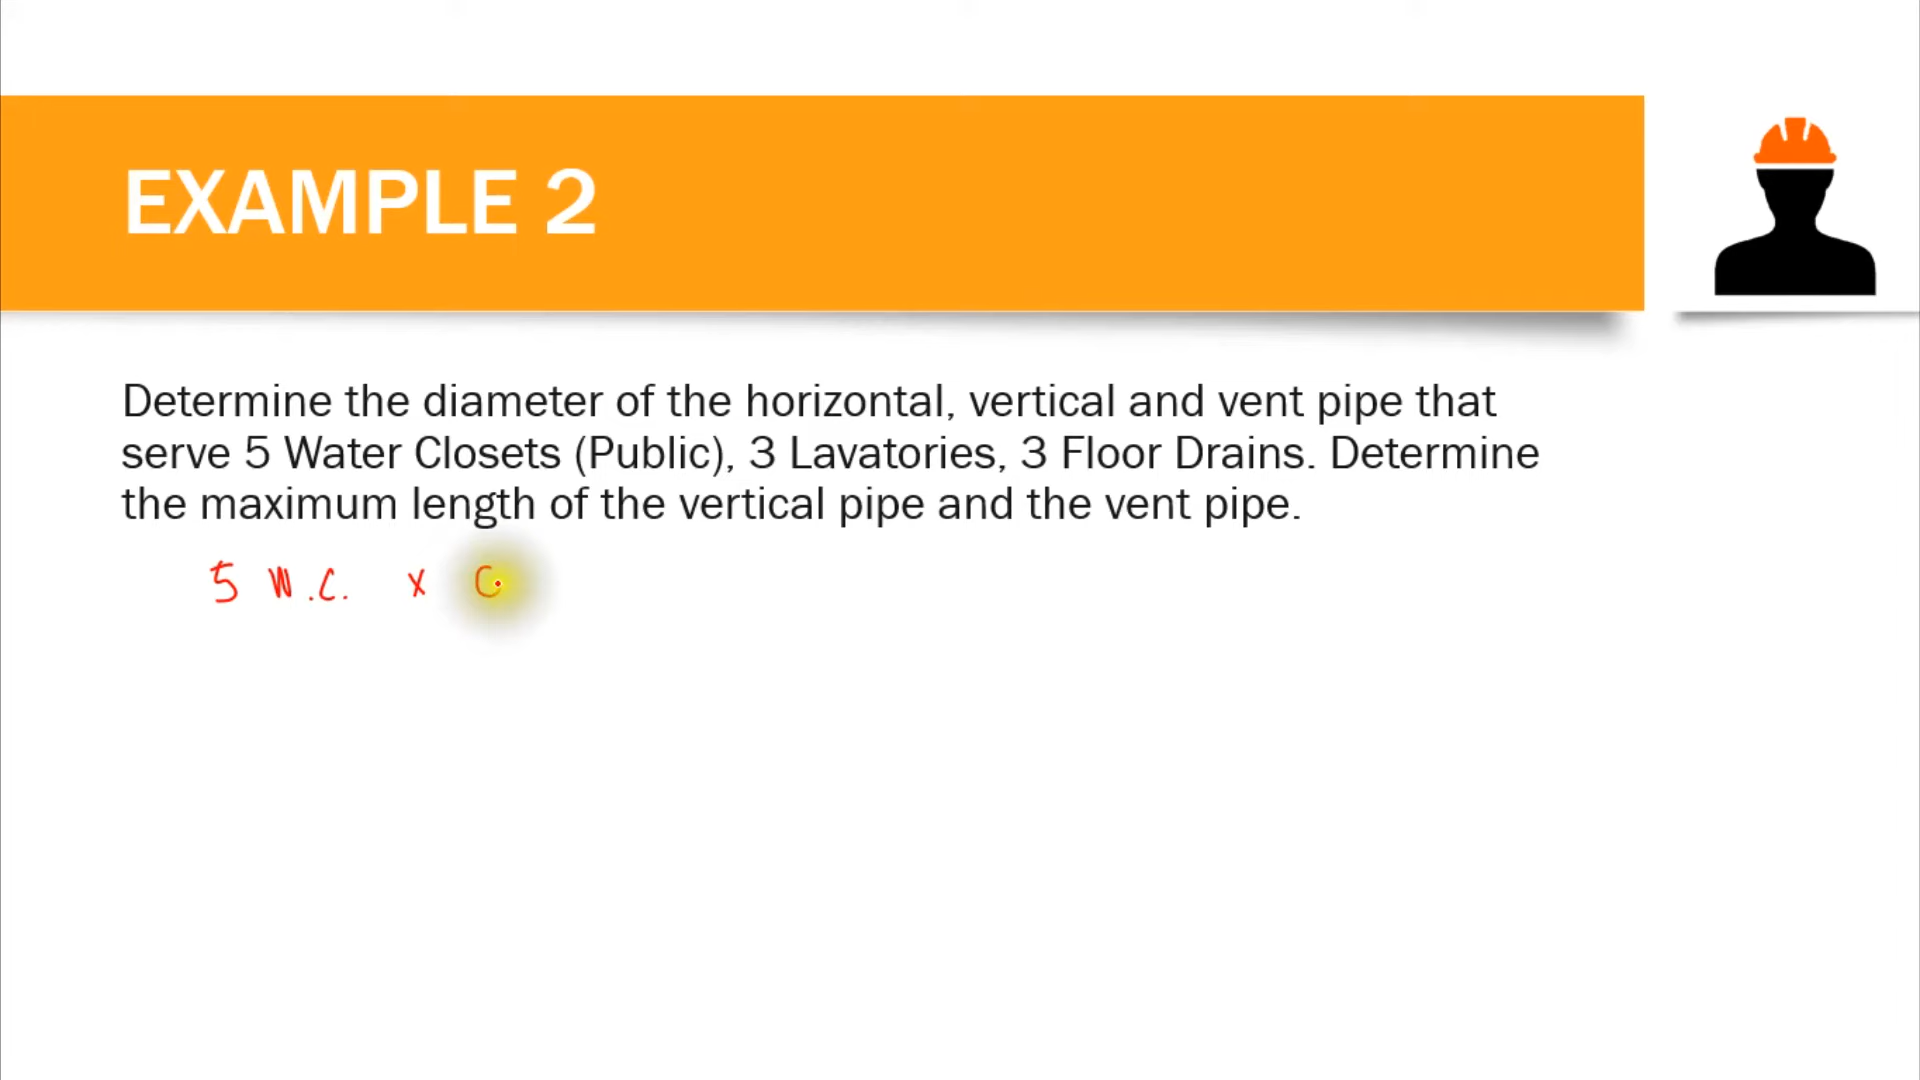 EXAMPLE 2
Determine the diameter of the horizontal, vertical and vent pipe that
serve 5 Water Closets (Public), 3 Lavatories, 3 Floor Drains. Determine
the maximum length of the vertical pipe and the vent pipe.
5 W.C. x